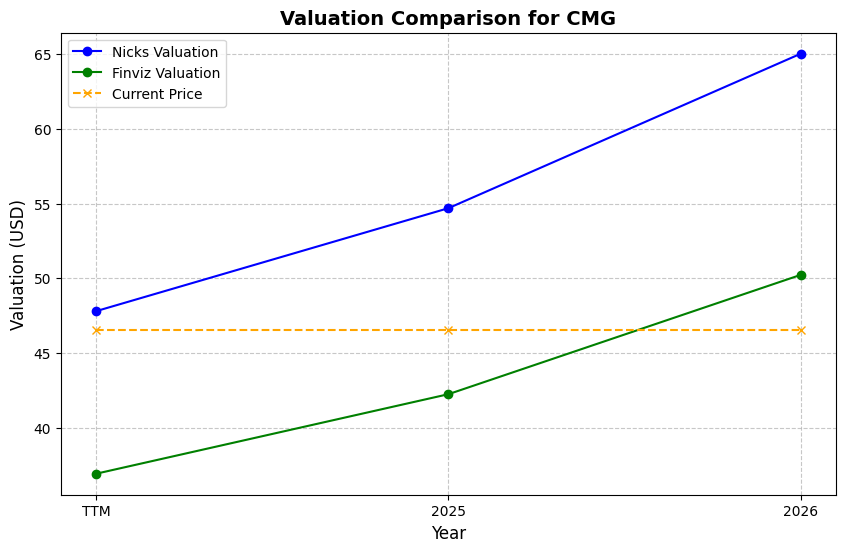 Valuation Comparison for CMG
Nicks Valuation
Finviz Valuation
Current Price
Valuation (USD)
65
60
55
50
45
40
TTM
2025
2026
Year